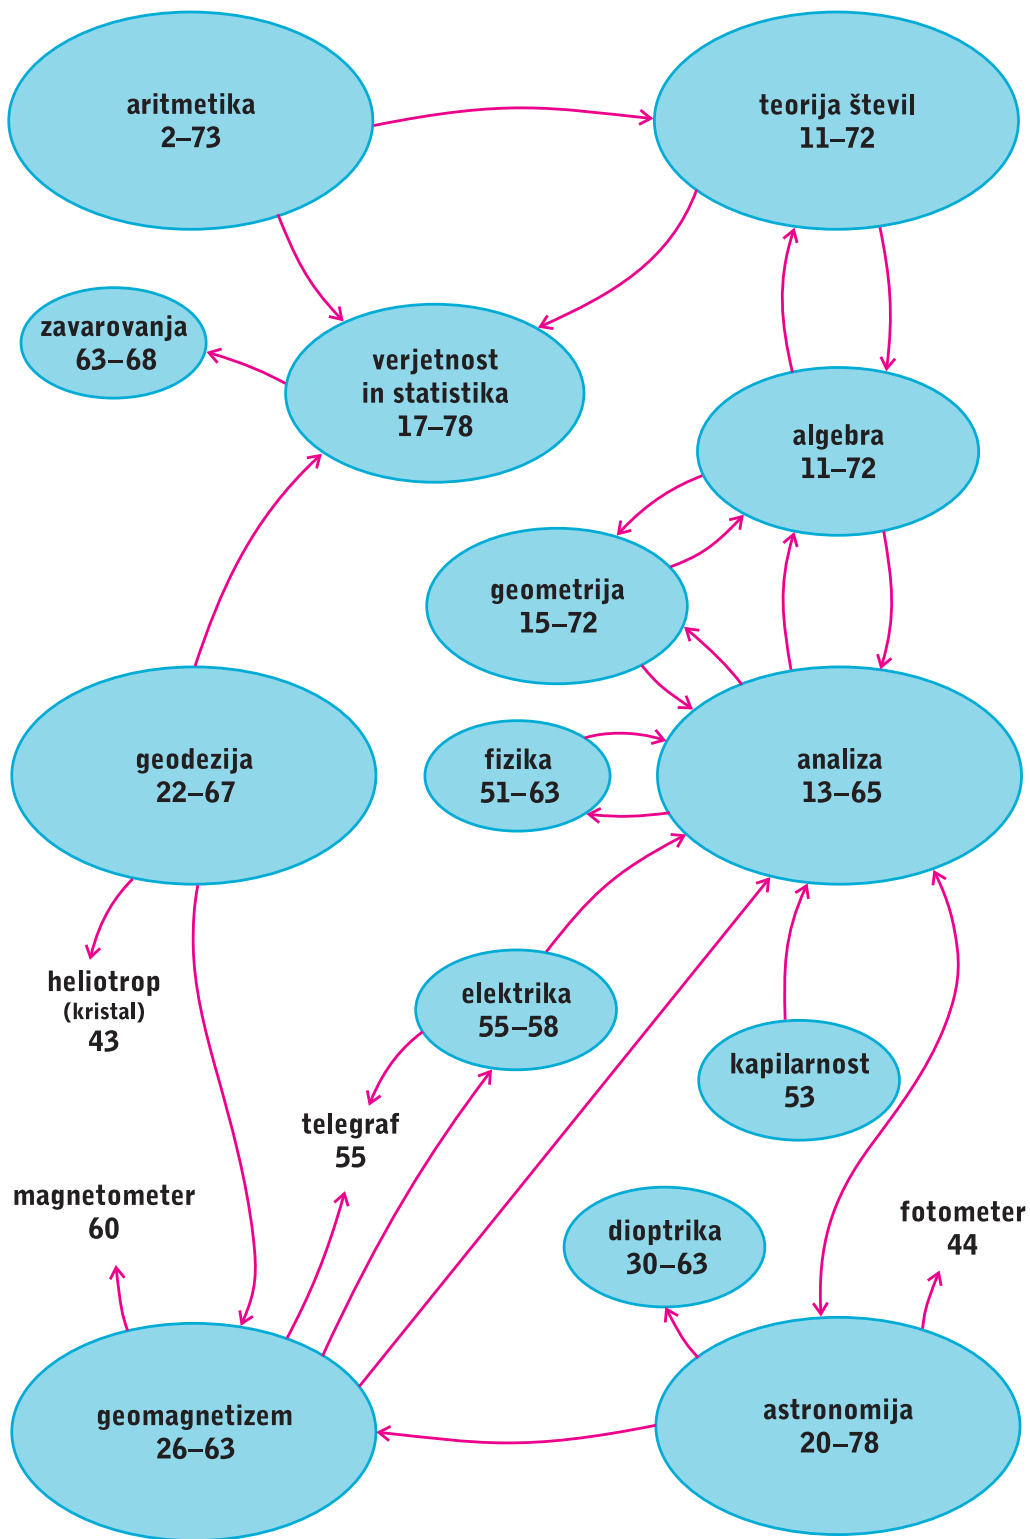 aritmetika
2–73
teorija števil
11–72
zavarovanja
63–68
verjetnost
in statistika
17–78
algebra
11–72
geometrija
15–72
geodezija
22–67
fizika
51–63
analiza
13–65
heliotrop
(kristal)
43
elektrika
55–58
kapilarnost
53
telegraf
55
magnetometer
60
dioptrika
30–63
fotometer
44
geomagnetizem
26–63
astronomija
20–78